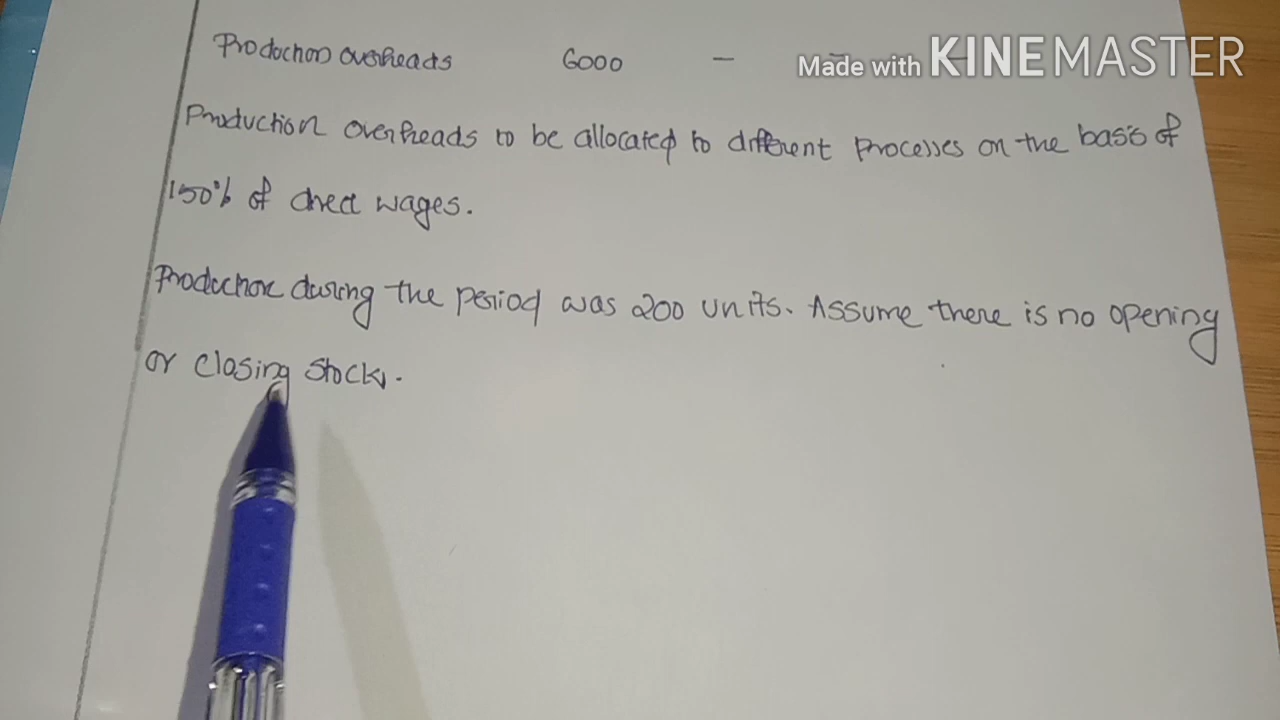 Production overheads 6000 —
Made with KINEMASTER
Production overheads to be allocated to different processes on the basis of
150% of direct wages.
Production during the period was 200 units. Assume there is no opening
or closing stock.